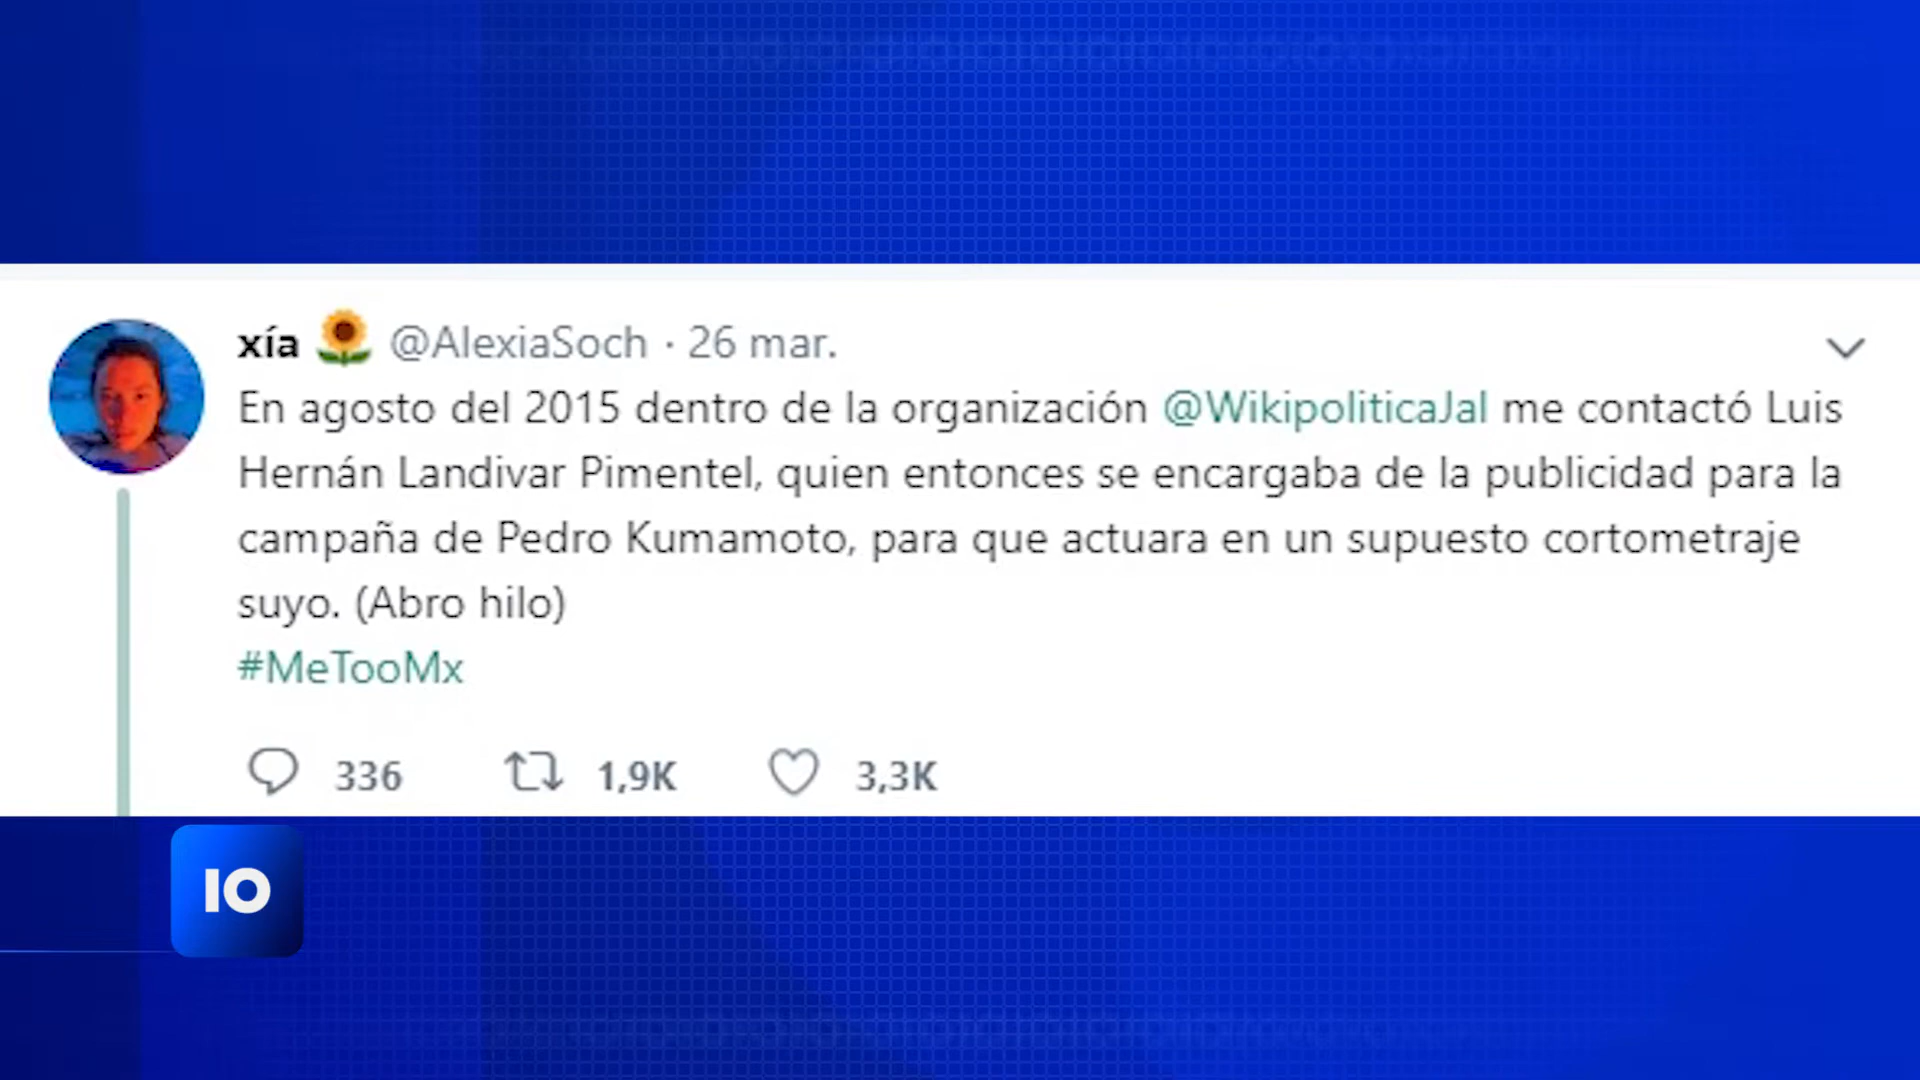 xía 🌻 @AlexiaSoch · 26 mar.
En agosto del 2015 dentro de la organización @WikipoliticaJal me contactó Luis
Hernán Landivar Pimentel, quien entonces se encargaba de la publicidad para la
campaña de Pedro Kumamoto, para que actuara en un supuesto cortometraje
suyo. (Abro hilo)
#MeTooMx
336 1,9K 3,3K
IO